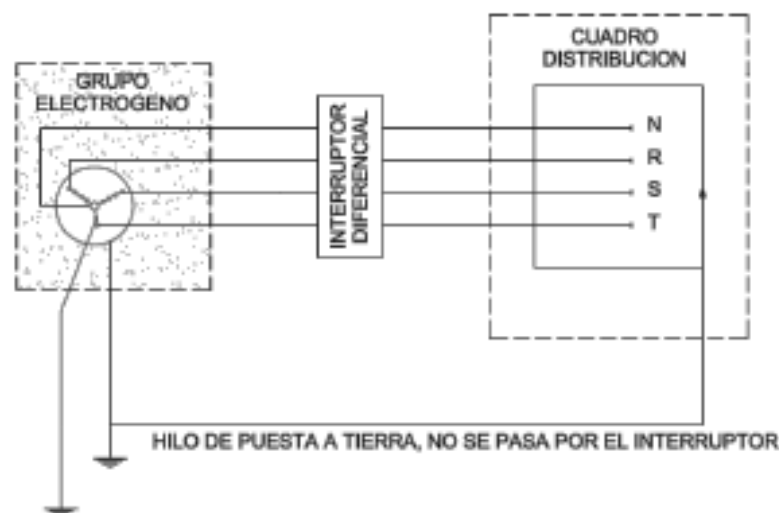 CUADRO
DISTRIBUCION
GRUPO
ELECTROGENO
INTERRUPTOR
DIFERENCIAL
N
R
S
T
HILO DE PUESTA A TIERRA, NO SE PASA POR EL INTERRUPTOR